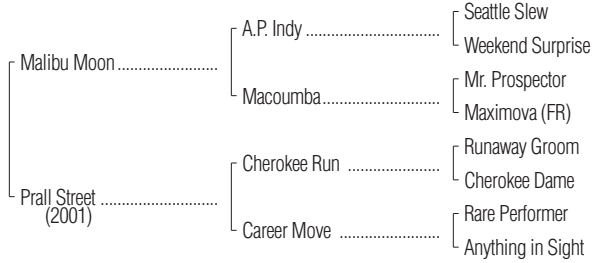 Seattle Slew
A.P. Indy ..........................
Weekend Surprise
Malibu Moon ........................
Mr. Prospector
Macoumba ..........................
Maximova (FR)
Runaway Groom
Cherokee Run ....................
Cherokee Dame
Prall Street ............................
(2001)
Rare Performer
Career Move ......................
Anything in Sight